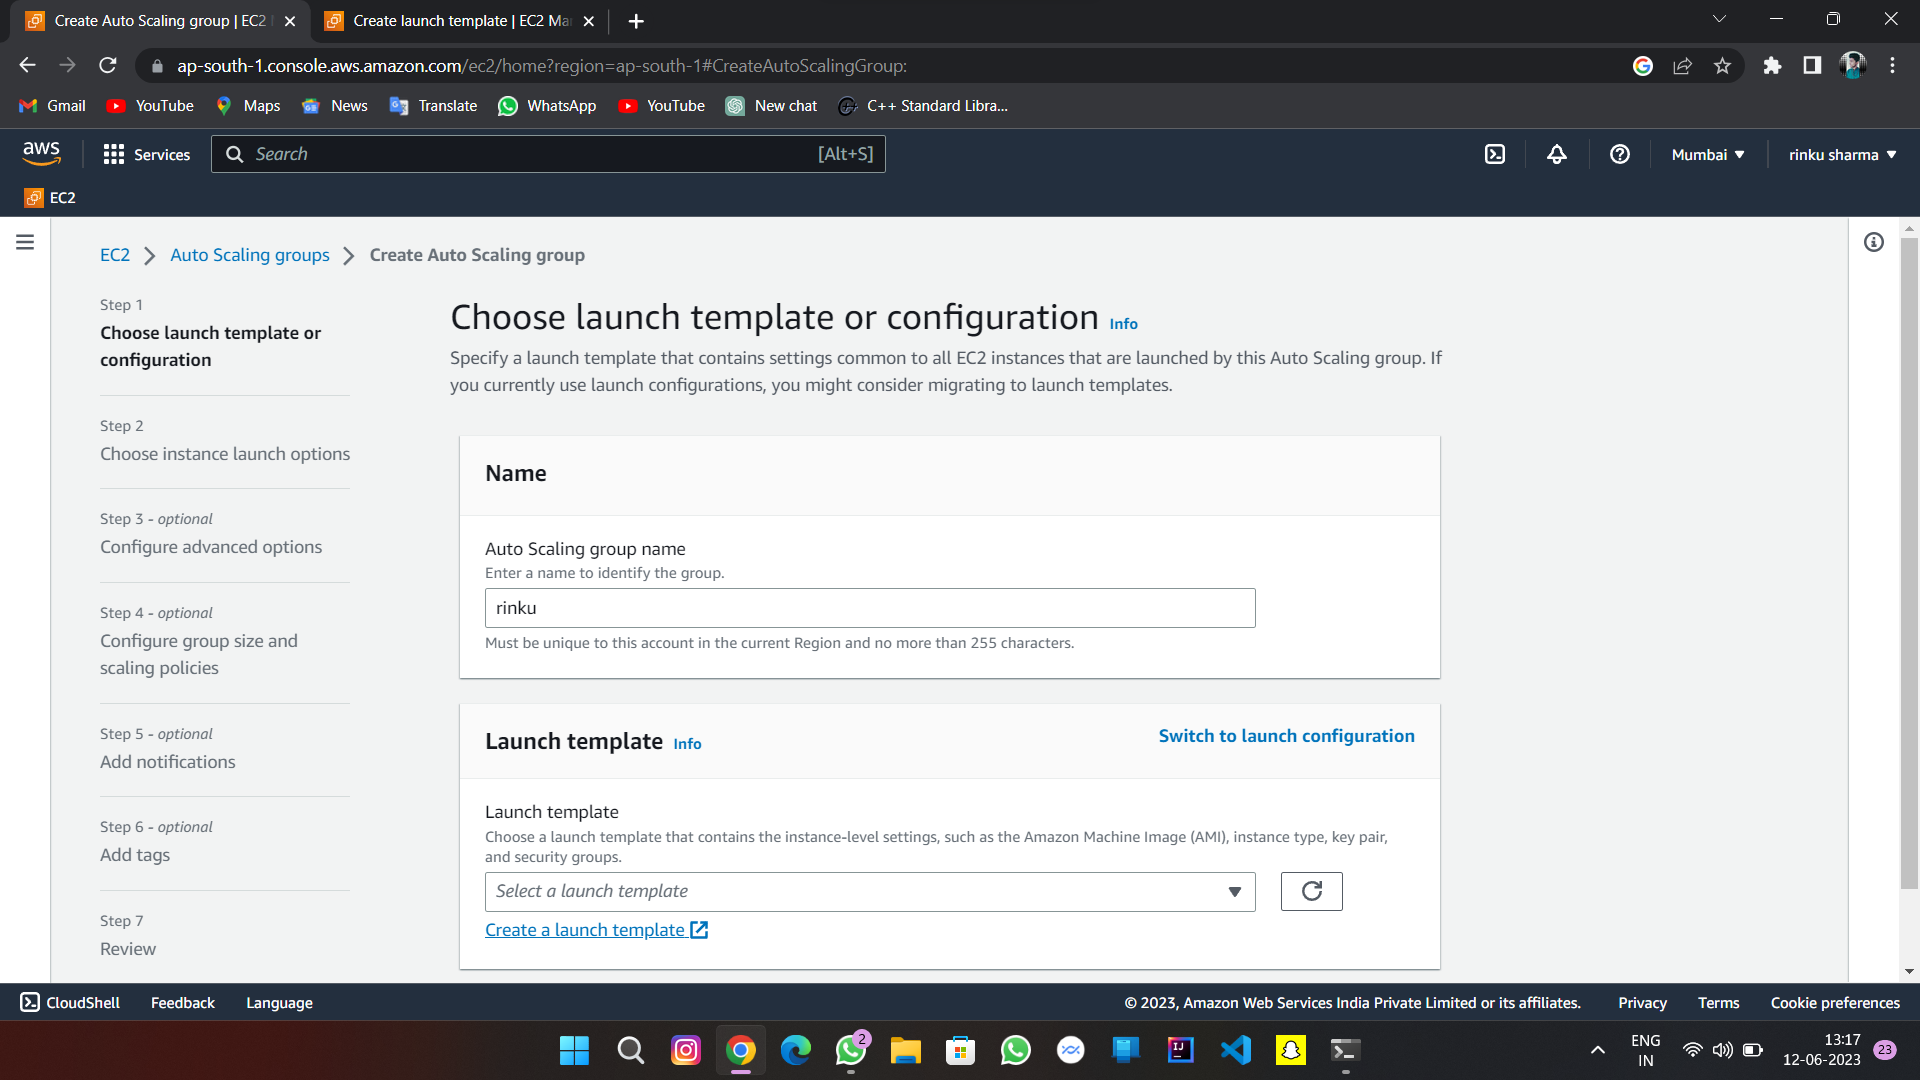 Create Auto Scaling group | EC2
Create launch template | EC2 Mar
ap-south-1.console.aws.amazon.com/ec2/home?region=ap-south-1#CreateAutoScalingGroup:
Gmail YouTube Maps News Translate WhatsApp YouTube New chat C++ Standard Libra...
aws Services Search [Alt+S] Mumbai rinku sharma
EC2
EC2 Auto Scaling groups Create Auto Scaling group
Step 1
Choose launch template or
configuration
Step 2
Choose instance launch options
Step 3 - optional
Configure advanced options
Step 4 - optional
Configure group size and
scaling policies
Step 5 - optional
Add notifications
Step 6 - optional
Add tags
Step 7
Review
Choose launch template or configuration Info
Specify a launch template that contains settings common to all EC2 instances that are launched by this Auto Scaling group. If
you currently use launch configurations, you might consider migrating to launch templates.
Name
Auto Scaling group name
Enter a name to identify the group.
rinku
Must be unique to this account in the current Region and no more than 255 characters.
Launch template Info
Switch to launch configuration
Launch template
Choose a launch template that contains the instance-level settings, such as the Amazon Machine Image (AMI), instance type, key pair,
and security groups.
Select a launch template
Create a launch template
CloudShell Feedback Language © 2023, Amazon Web Services India Private Limited or its affiliates. Privacy Terms Cookie preferences
2
IJ
ENG
IN
13:17
12-06-2023
23